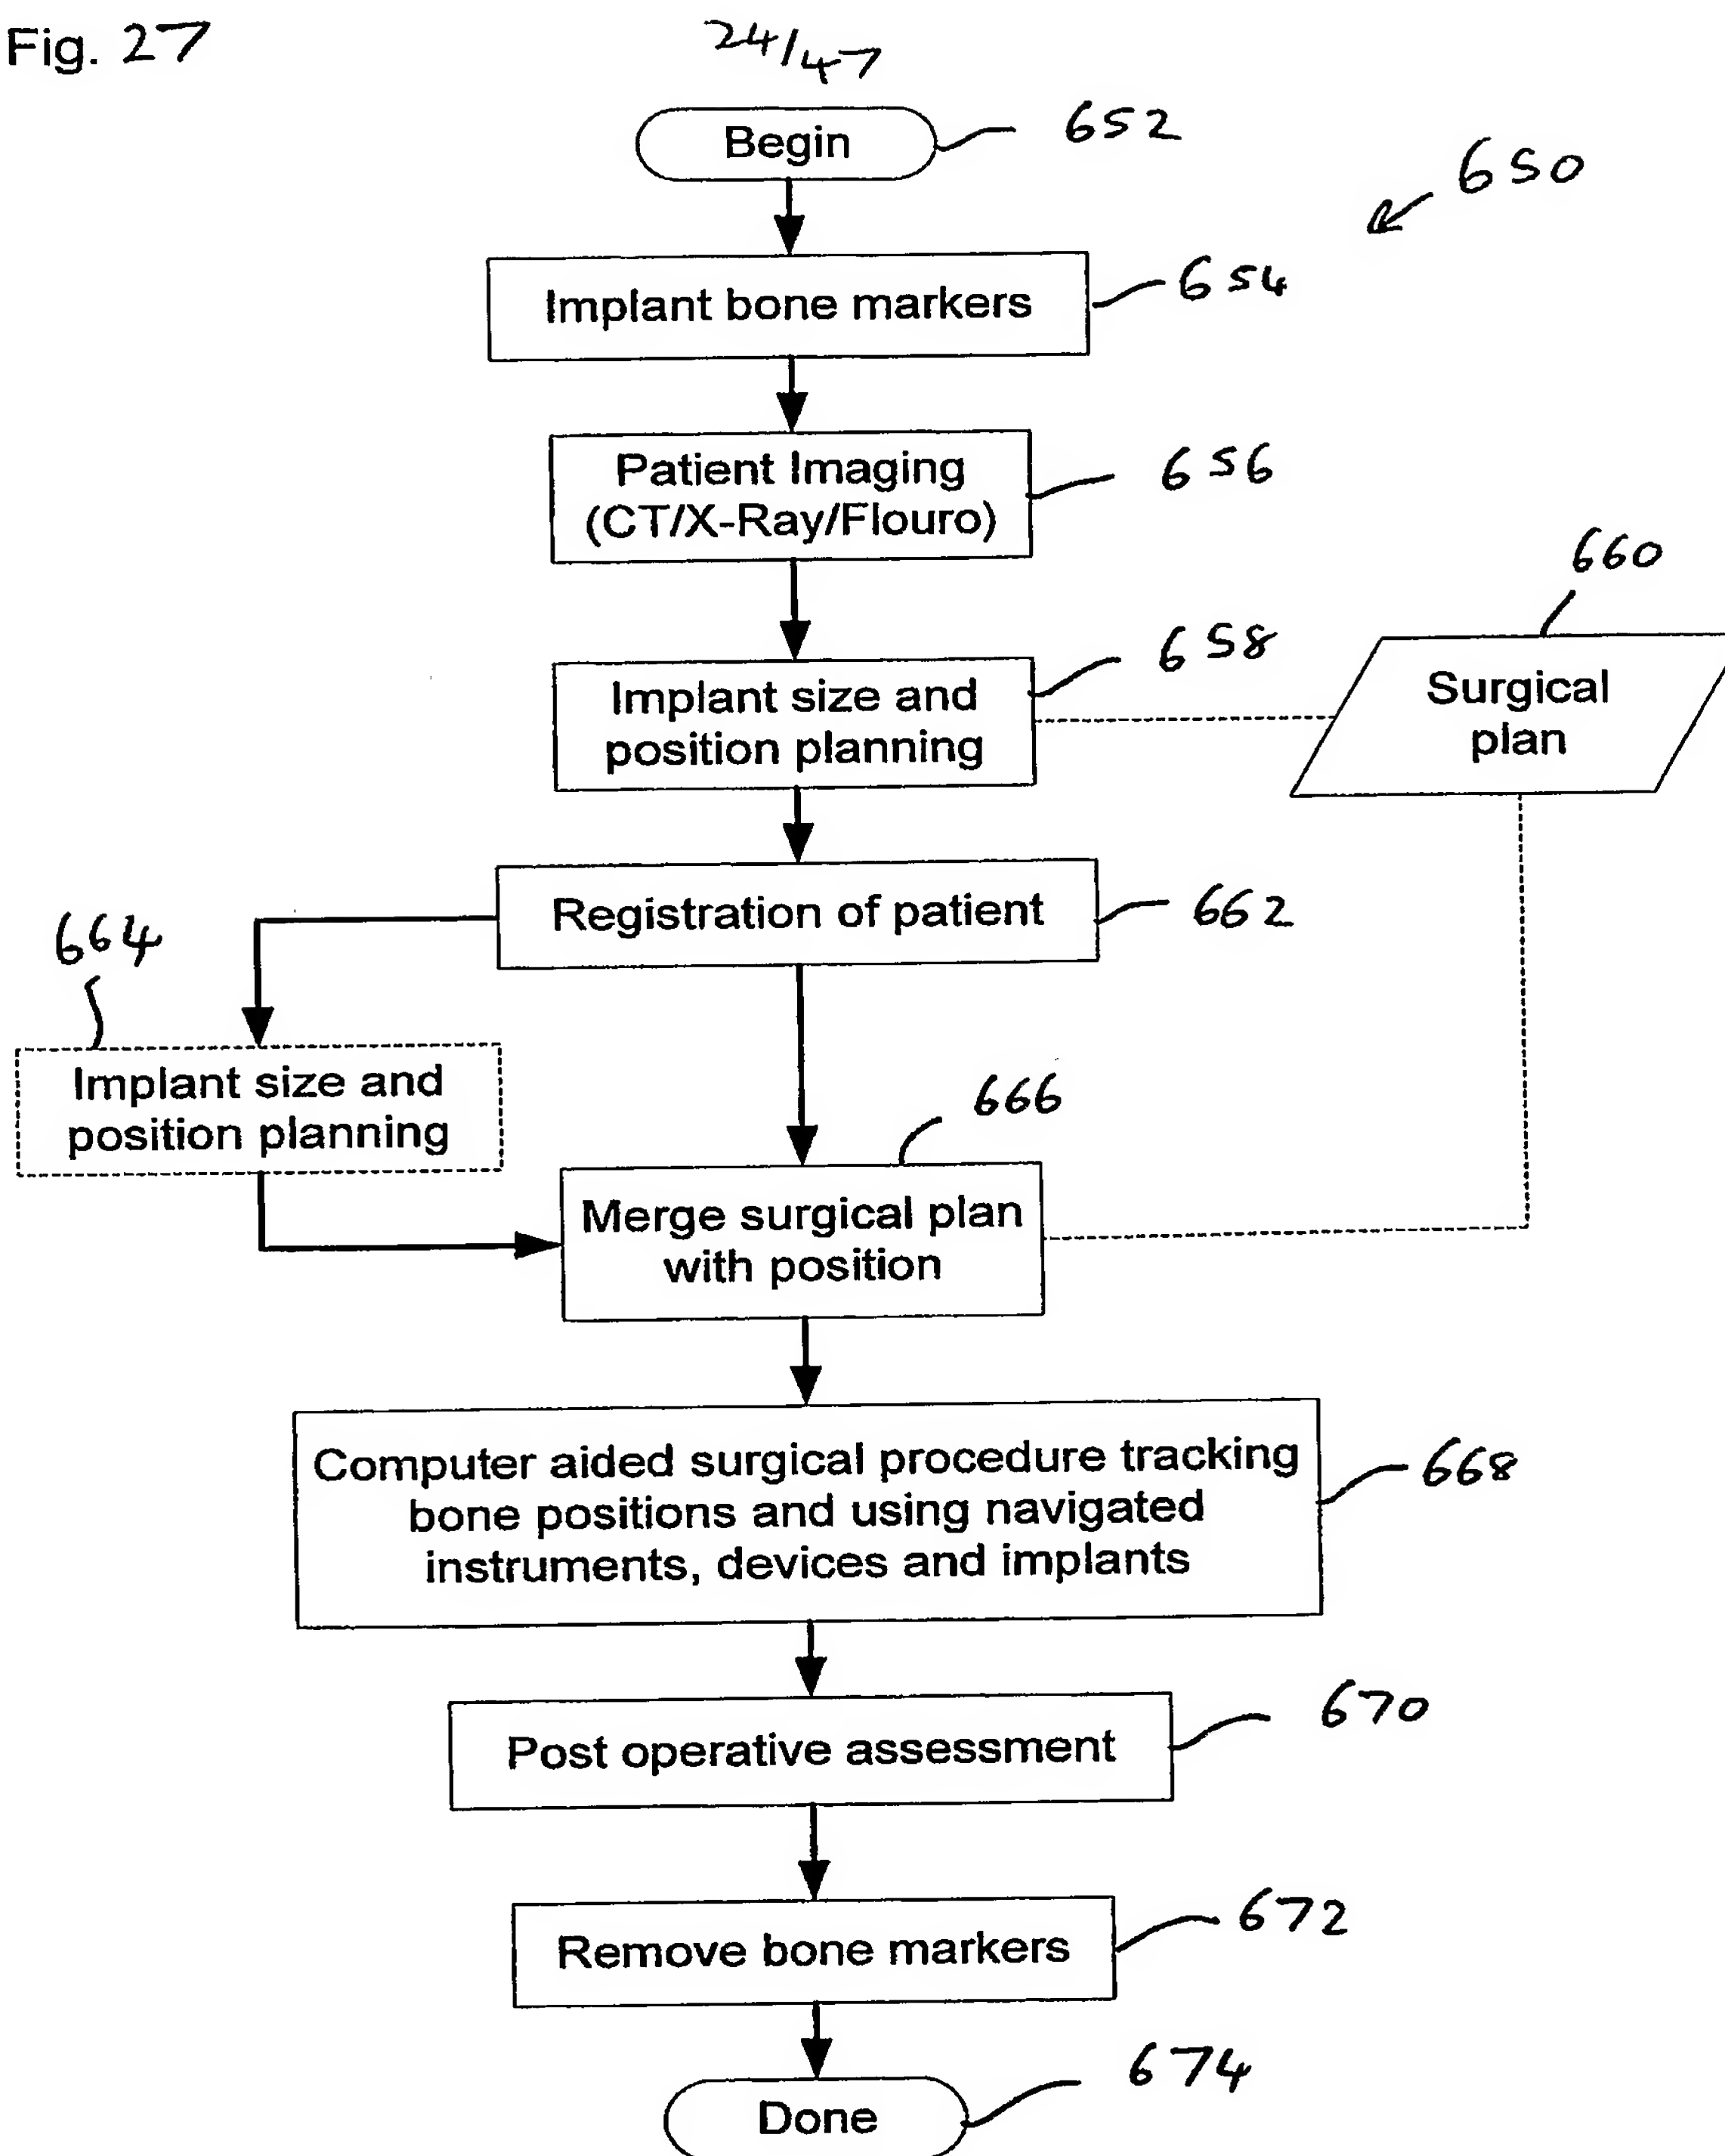 Fig. 27
24/47
Begin
652
650
Implant bone markers
654
Patient Imaging
(CT/X-Ray/Flouro)
656
660
Implant size and
position planning
658
Surgical
plan
Registration of patient
662
664
Implant size and
position planning
666
Merge surgical plan
with position
Computer aided surgical procedure tracking
bone positions and using navigated
instruments, devices and implants
668
Post operative assessment
670
Remove bone markers
672
Done
674